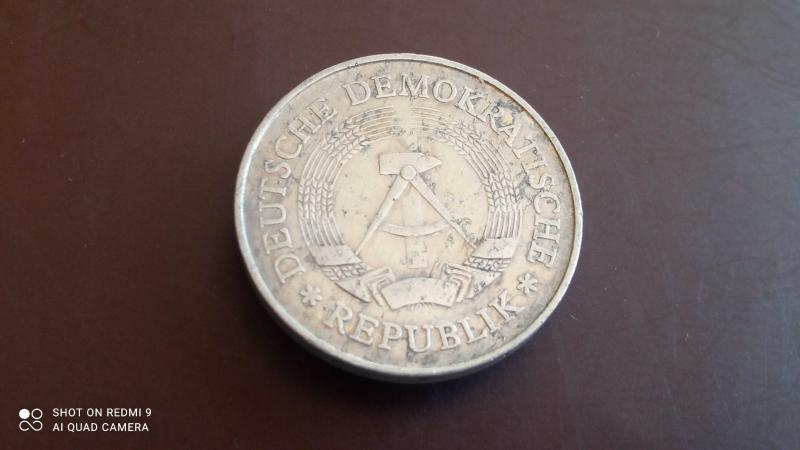 DEUTSCHE DEMOKRATISCHE
* REPUBLIK *
SHOT ON REDMI 9
AI QUAD CAMERA